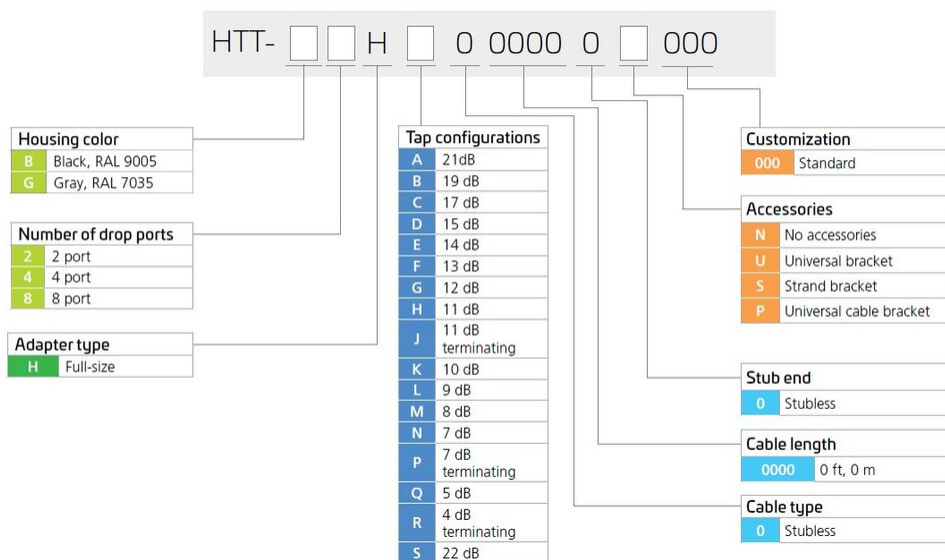 HTT- H 0 0000 0 000
Housing color
B Black, RAL 9005
G Gray, RAL 7035
Number of drop ports
2 2 port
4 4 port
8 8 port
Adapter type
H Full-size
Tap configurations
A 21dB
B 19 dB
C 17 dB
D 15 dB
E 14 dB
F 13 dB
G 12 dB
H 11 dB
J 11 dB
terminating
K 10 dB
L 9 dB
M 8 dB
N 7 dB
P 7 dB
terminating
Q 5 dB
R 4 dB
terminating
S 22 dB
Customization
000 Standard
Accessories
N No accessories
U Universal bracket
S Strand bracket
P Universal cable bracket
Stub end
0 Stubless
Cable length
0000 0 ft, 0 m
Cable type
0 Stubless